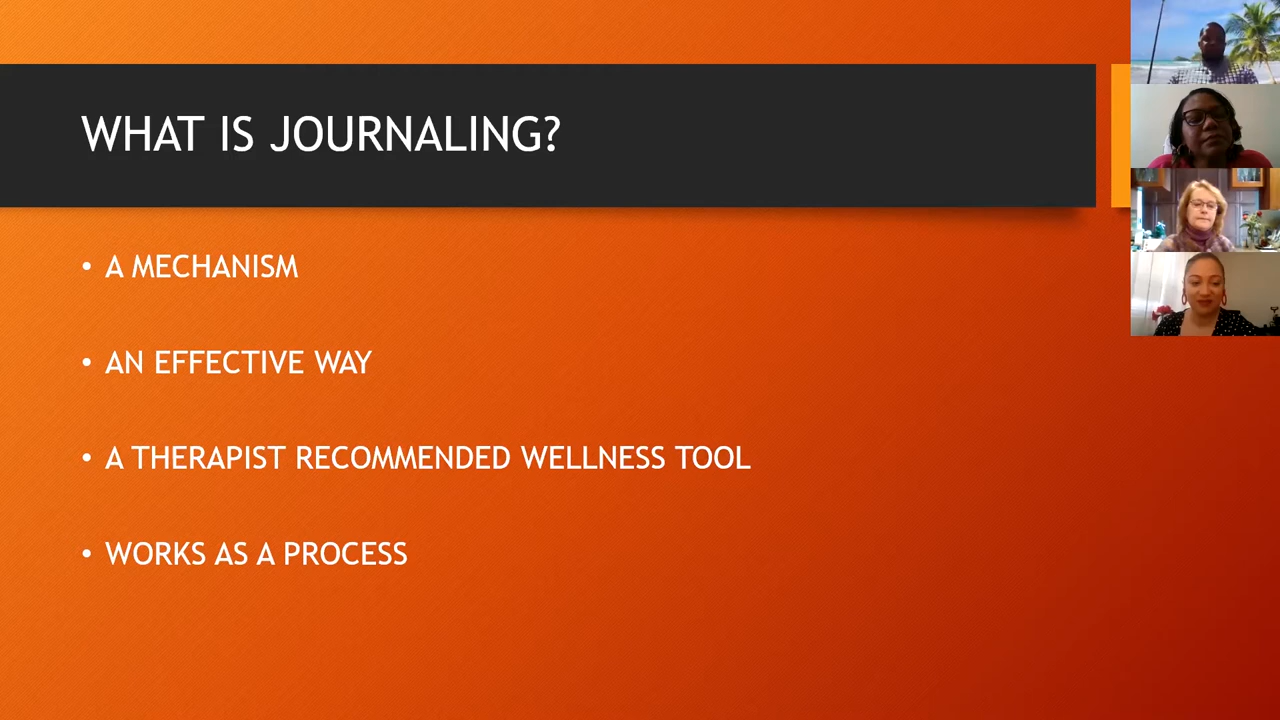 WHAT IS JOURNALING?
• A MECHANISM
• AN EFFECTIVE WAY
• A THERAPIST RECOMMENDED WELLNESS TOOL
• WORKS AS A PROCESS